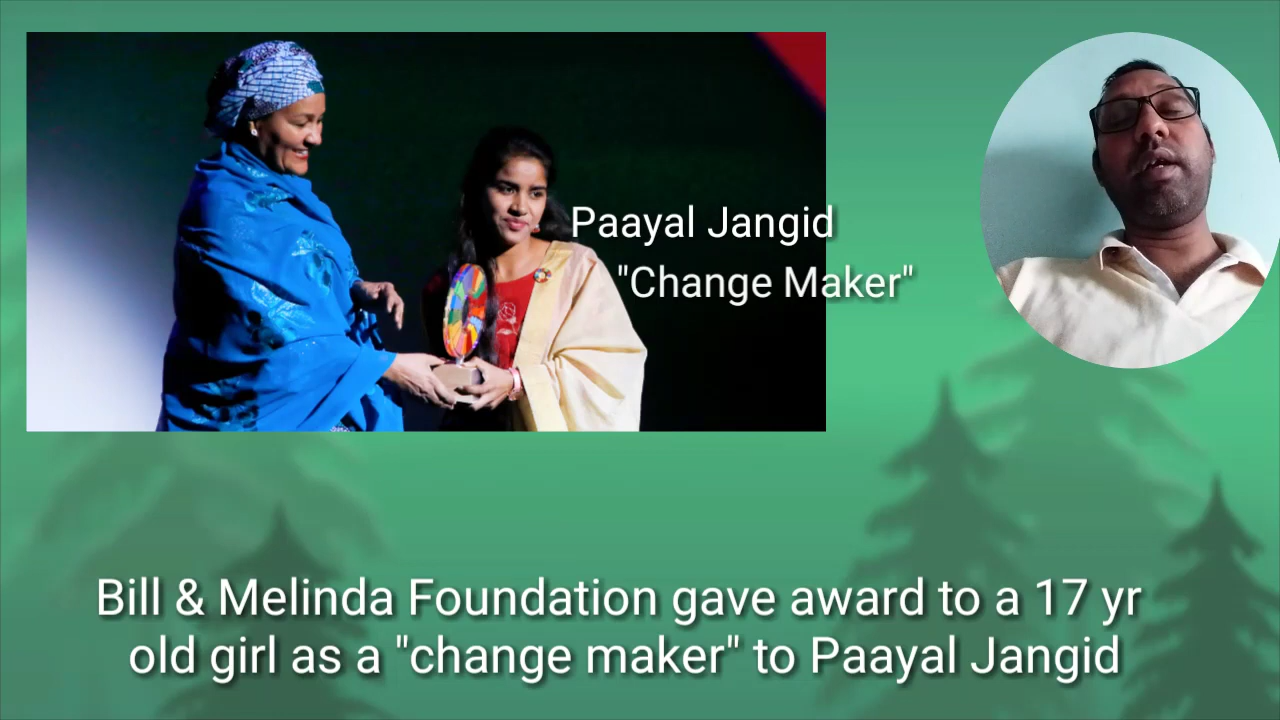 Paayal Jangid
"Change Maker"
Bill & Melinda Foundation gave award to a 17 yr
old girl as a "change maker" to Paayal Jangid